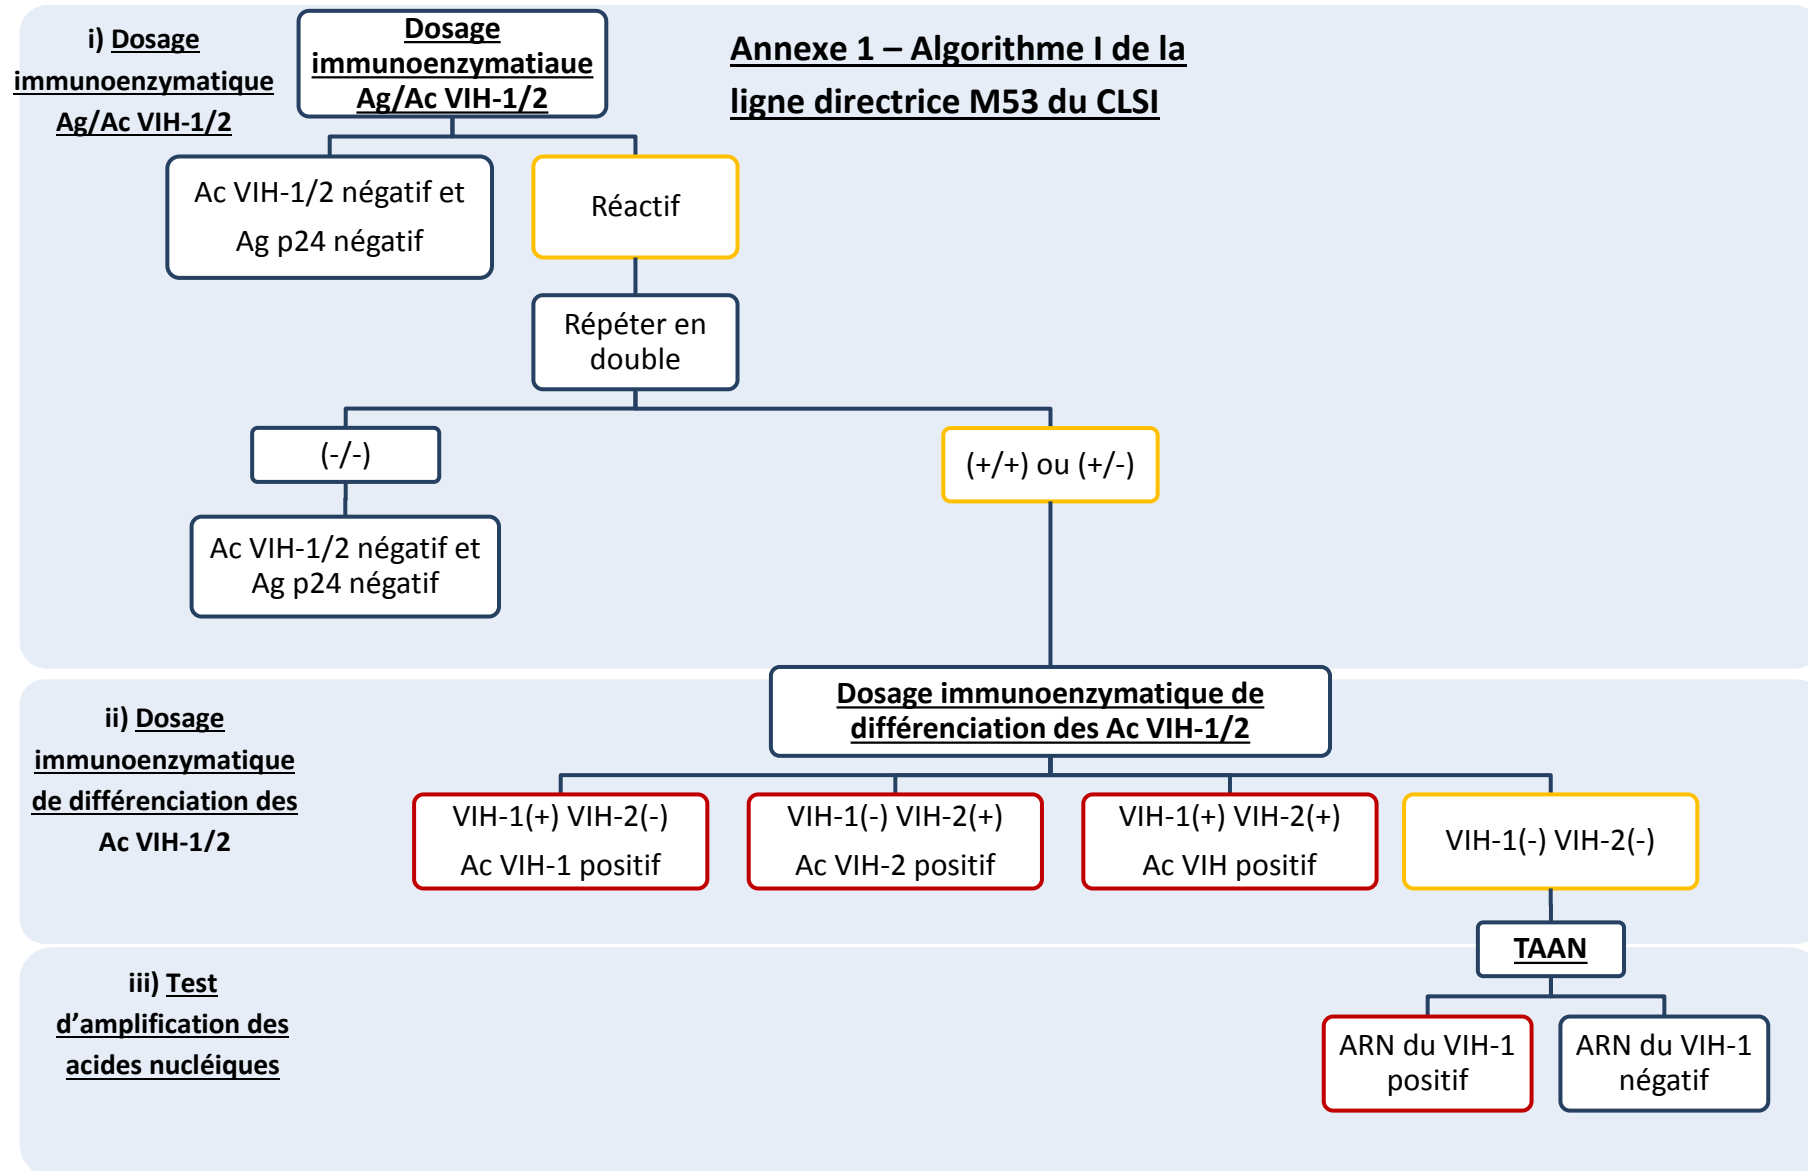 i) Dosage
immunoenzymatique
Ag/Ac VIH-1/2
Dosage
immunoenzymatiaue
Ag/Ac VIH-1/2
Annexe 1 – Algorithme I de la
ligne directrice M53 du CLSI
Ac VIH-1/2 négatif et
Ag p24 négatif
Réactif
Répéter en
double
(-/-)
(+/+) ou (+/-)
Ac VIH-1/2 négatif et
Ag p24 négatif
ii) Dosage
immunoenzymatique
de différenciation des
Ac VIH-1/2
Dosage immunoenzymatique de
différenciation des Ac VIH-1/2
VIH-1(+) VIH-2(-)
Ac VIH-1 positif
VIH-1(-) VIH-2(+)
Ac VIH-2 positif
VIH-1(+) VIH-2(+)
Ac VIH positif
VIH-1(-) VIH-2(-)
iii) Test
d’amplification des
acides nucléiques
TAAN
ARN du VIH-1
positif
ARN du VIH-1
négatif